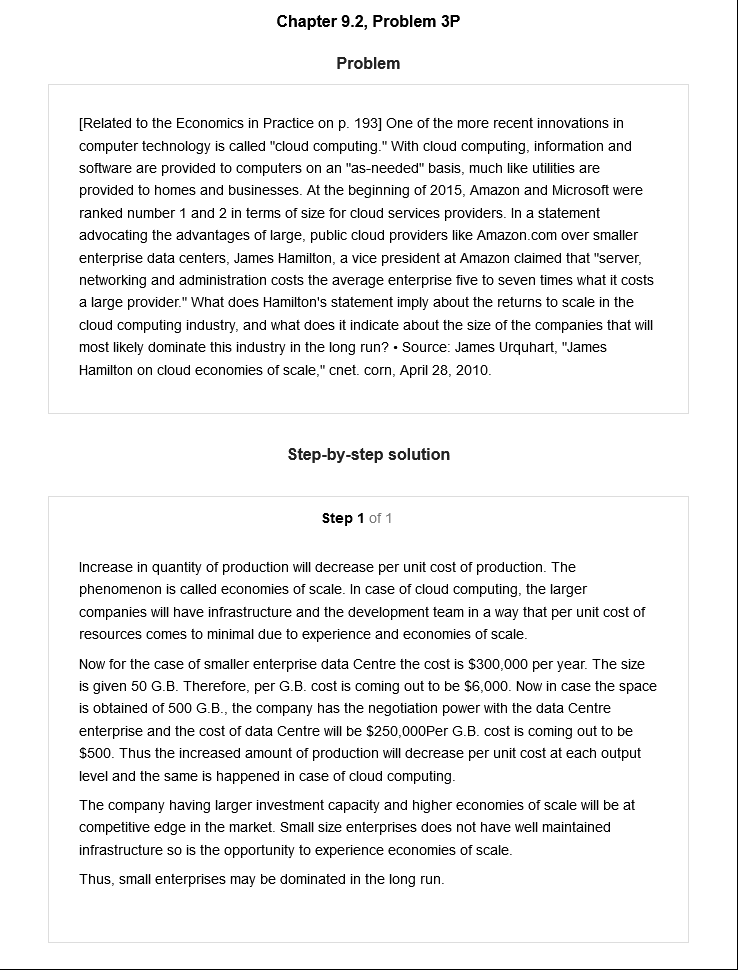 Chapter 9.2, Problem 3P
Problem
[Related to the Economics in Practice on p. 193] One of the more recent innovations in
computer technology is called "cloud computing." With cloud computing, information and
software are provided to computers on an "as-needed" basis, much like utilities are
provided to homes and businesses. At the beginning of 2015, Amazon and Microsoft were
ranked number 1 and 2 in terms of size for cloud services providers. In a statement
advocating the advantages of large, public cloud providers like Amazon.com over smaller
enterprise data centers, James Hamilton, a vice president at Amazon claimed that "server,
networking and administration costs the average enterprise five to seven times what it costs
a large provider." What does Hamilton's statement imply about the returns to scale in the
cloud computing industry, and what does it indicate about the size of the companies that will
most likely dominate this industry in the long run? • Source: James Urquhart, "James
Hamilton on cloud economies of scale," cnet. corn, April 28, 2010.
Step-by-step solution
Step 1 of 1
Increase in quantity of production will decrease per unit cost of production. The
phenomenon is called economies of scale. In case of cloud computing, the larger
companies will have infrastructure and the development team in a way that per unit cost of
resources comes to minimal due to experience and economies of scale.
Now for the case of smaller enterprise data Centre the cost is $300,000 per year. The size
is given 50 G.B. Therefore, per G.B. cost is coming out to be $6,000. Now in case the space
is obtained of 500 G.B., the company has the negotiation power with the data Centre
enterprise and the cost of data Centre will be $250,000Per G.B. cost is coming out to be
$500. Thus the increased amount of production will decrease per unit cost at each output
level and the same is happened in case of cloud computing.
The company having larger investment capacity and higher economies of scale will be at
competitive edge in the market. Small size enterprises does not have well maintained
infrastructure so is the opportunity to experience economies of scale.
Thus, small enterprises may be dominated in the long run.